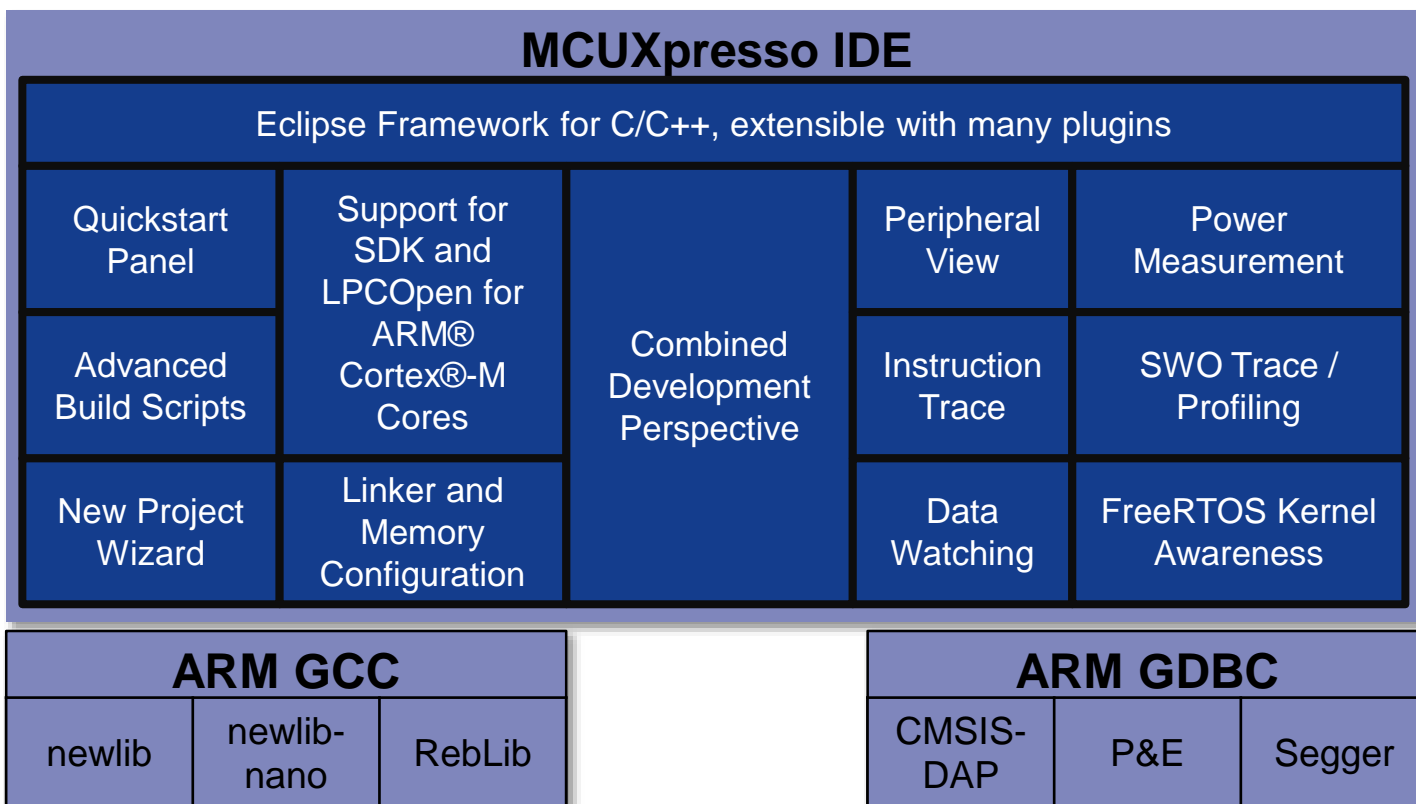 MCUXpresso IDE
Eclipse Framework for C/C++, extensible with many plugins
Quickstart
Panel
Support for
SDK and
LPCOpen for
ARM®
Cortex®-M
Cores
Combined
Development
Perspective
Peripheral
View
Power
Measurement
Advanced
Build Scripts
Instruction
Trace
SWO Trace /
Profiling
New Project
Wizard
Linker and
Memory
Configuration
Data
Watching
FreeRTOS Kernel
Awareness
ARM GCC
newlib
newlib-
nano
RebLib
ARM GDBC
CMSIS-
DAP
P&E
Segger